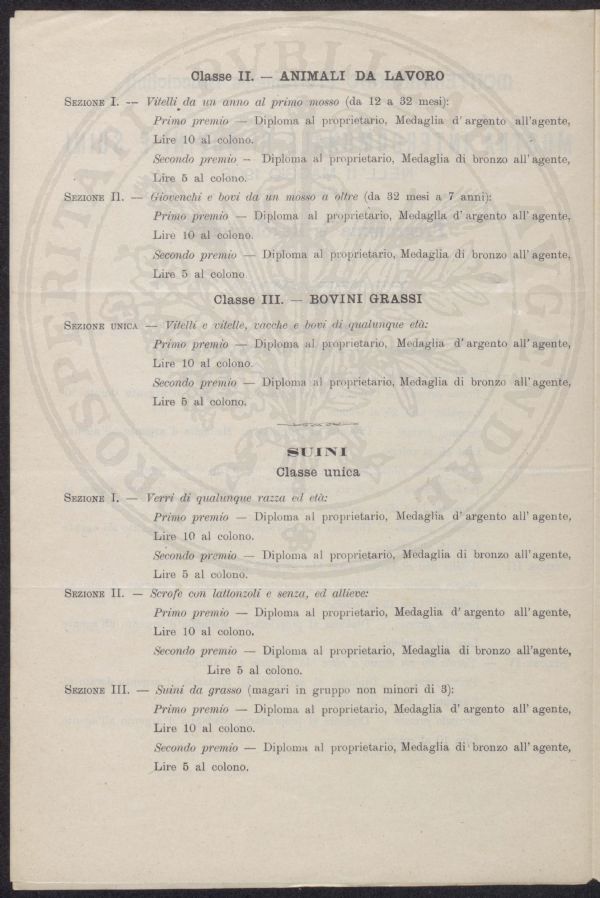 Classe II. — ANIMALI DA LAVORO
SEZIONE I. — Vitelli da un anno al primo mosso (da 12 a 32 mesi):
Primo premio — Diploma al proprietario, Medaglia d'argento all'agente,
Lire 10 al colono.
Secondo premio — Diploma al proprietario, Medaglia di bronzo all'agente,
Lire 5 al colono.
SEZIONE II. — Giovenchi e bovi da un mosso a oltre (da 32 mesi a 7 anni):
Primo premio — Diploma al proprietario, Medaglia d'argento all'agente,
Lire 10 al colono.
Secondo premio — Diploma al proprietario, Medaglia di bronzo all'agente,
Lire 5 al colono.
Classe III. — BOVINI GRASSI
SEZIONE UNICA — Vitelli e vitelle, vacche e bovi di qualunque età:
Primo premio — Diploma al proprietario, Medaglia d'argento all'agente,
Lire 10 al colono.
Secondo premio — Diploma al proprietario, Medaglia di bronzo all'agente,
Lire 5 al colono.
SUINI
Classe unica
SEZIONE I. — Verri di qualunque razza ed età:
Primo premio — Diploma al proprietario, Medaglia d'argento all'agente,
Lire 10 al colono.
Secondo premio — Diploma al proprietario, Medaglia di bronzo all'agente,
Lire 5 al colono.
SEZIONE II. — Scrofe con lattonzoli e senza, ed allieve:
Primo premio — Diploma al proprietario, Medaglia d'argento all'agente,
Lire 10 al colono.
Secondo premio — Diploma al proprietario, Medaglia di bronzo all'agente,
Lire 5 al colono.
SEZIONE III. — Suini da grasso (magari in gruppo non minori di 3):
Primo premio — Diploma al proprietario, Medaglia d'argento all'agente,
Lire 10 al colono.
Secondo premio — Diploma al proprietario, Medaglia di bronzo all'agente,
Lire 5 al colono.
PROSPERITATI PVBLICAE AVGENDAE